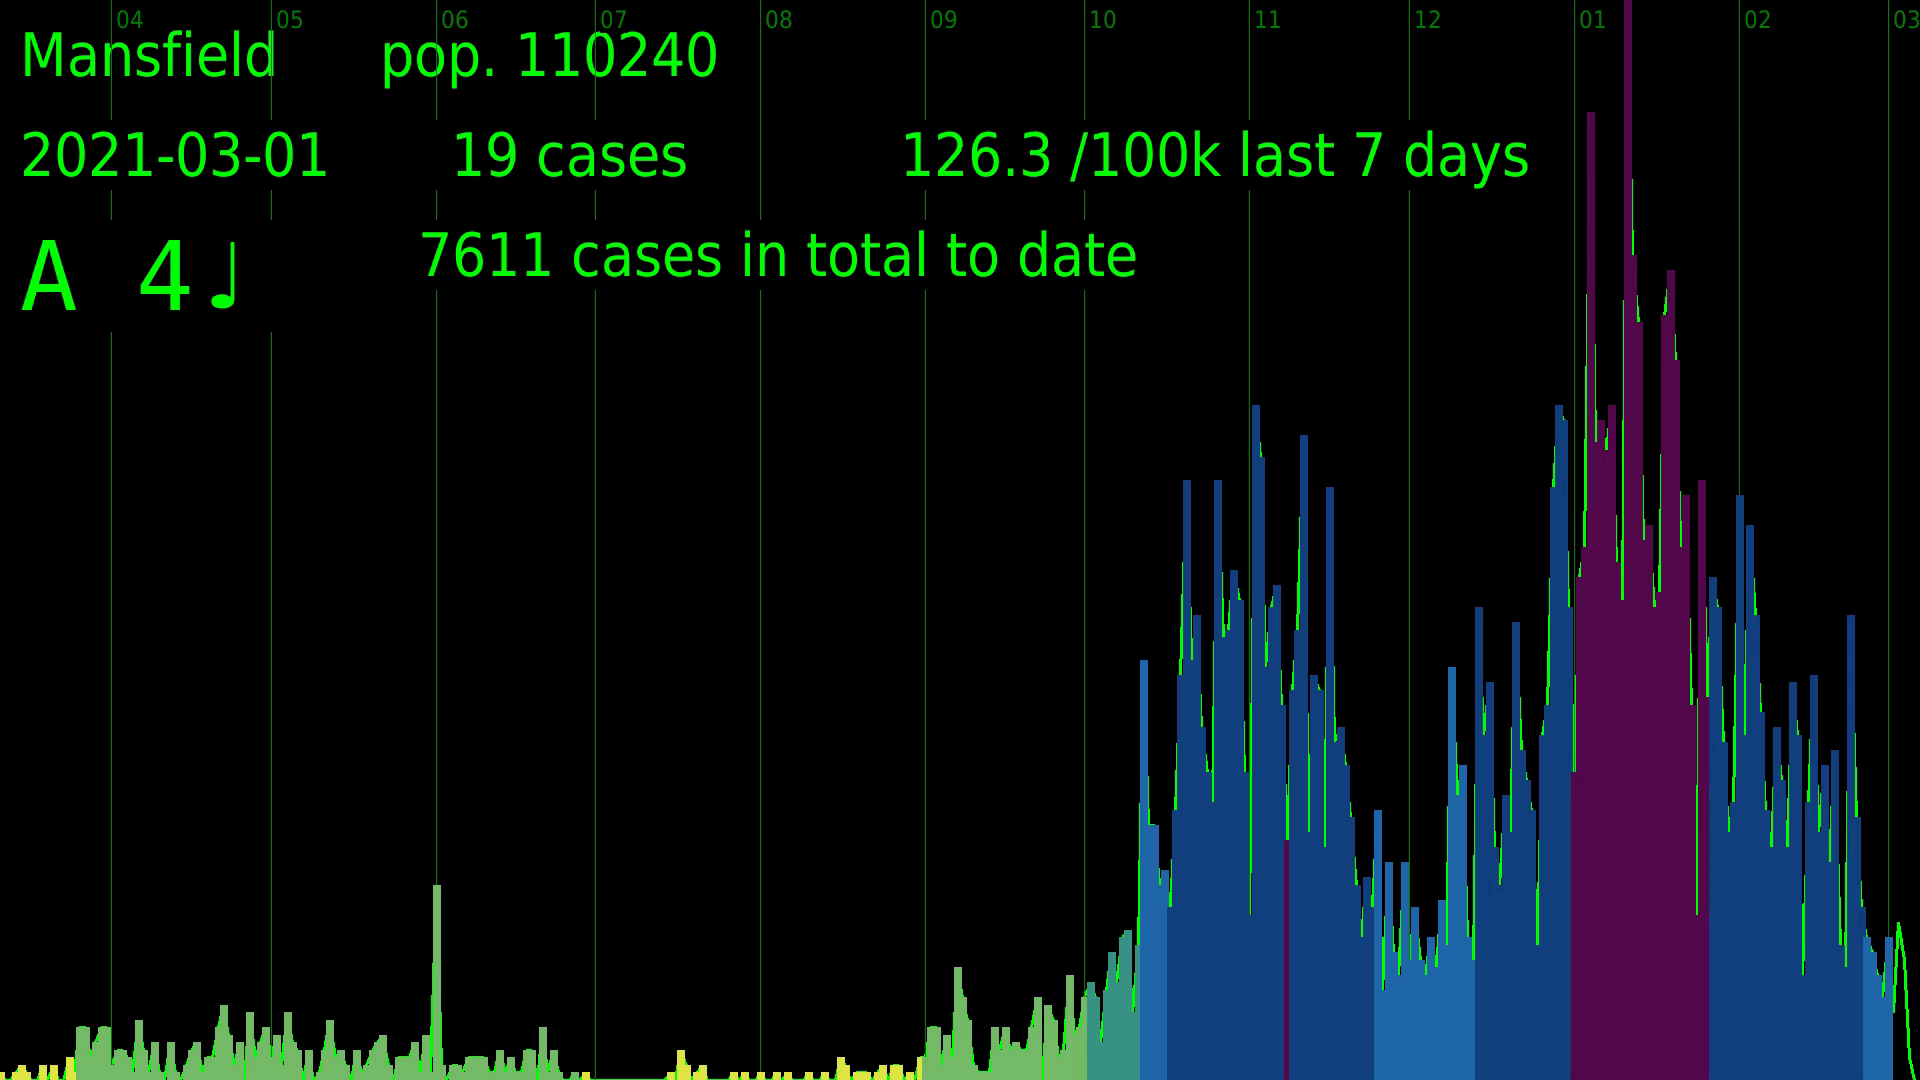 04 05 06 07 08 09 10 11 12 01 02 03
Mansfield pop. 110240
2021-03-01 19 cases 126.3 /100k last 7 days
A 4♩ 7611 cases in total to date